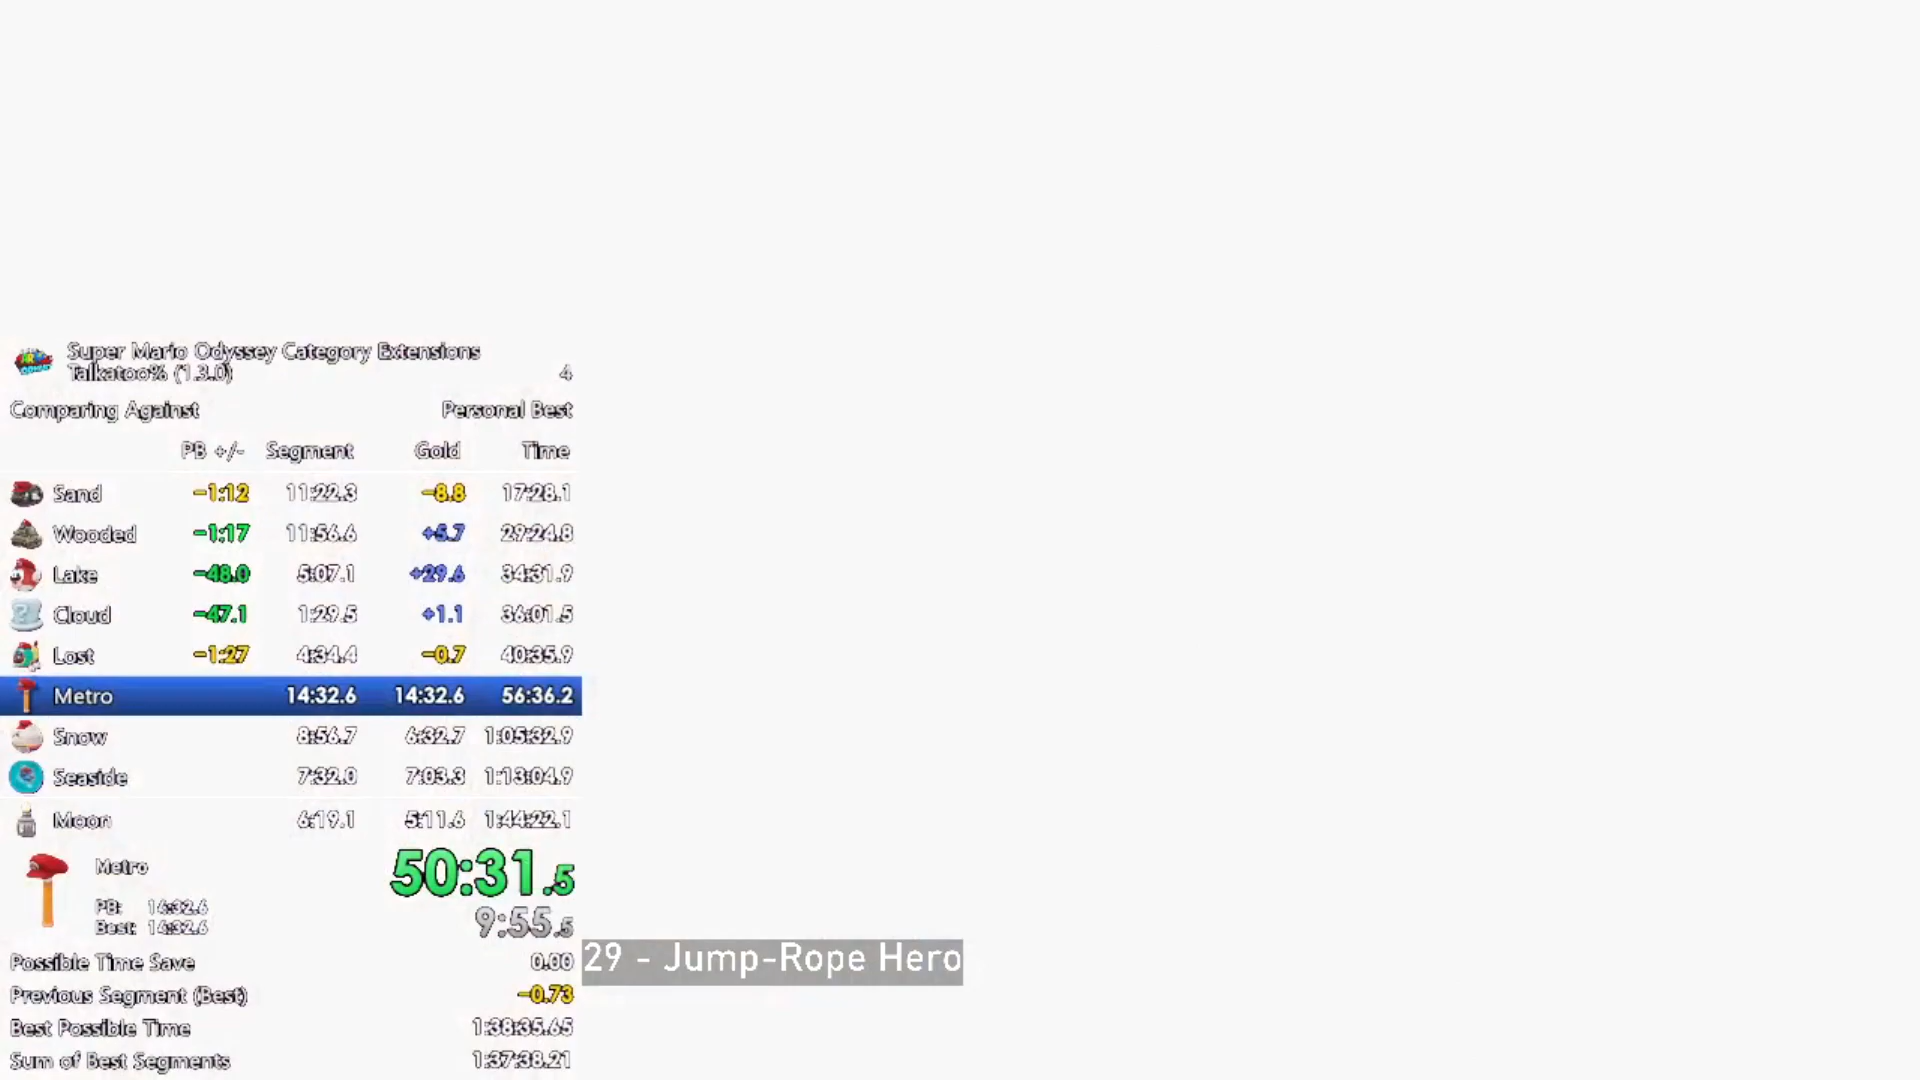 Super Mario Odyssey Category Extensions
Talkatoo% (1.3.0) 4
Comparing Against Personal Best
PB +/- Segment Gold Time
Sand -1:12 11:22.3 -8.8 17:28.1
Wooded -1:17 11:56.6 +5.7 29:24.8
Lake -48.0 5:07.1 +29.6 34:31.9
Cloud -47.1 1:29.5 +1.1 36:01.5
Lost -1:27 4:34.4 -0.7 40:35.9
Metro 14:32.6 14:32.6 56:36.2
Snow 8:56.7 6:32.7 1:05:32.9
Seaside 7:32.0 7:03.3 1:13:04.9
Moon 6:19.1 5:11.6 1:44:22.1
Metro 50:31.5
PB: 14:32.6 9:55.5
Best: 14:32.6
Possible Time Save 0.00
29 - Jump-Rope Hero
Previous Segment (Best) -0.73
Best Possible Time 1:38:35.65
Sum of Best Segments 1:37:38.21